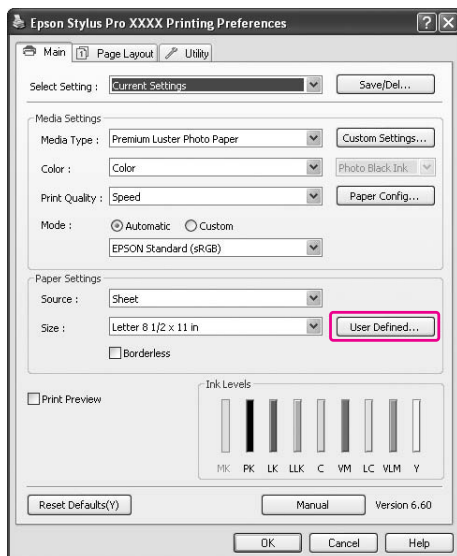 Epson Stylus Pro XXXX Printing Preferences
Main Page Layout Utility
Select Setting : Current Settings Save/Del...
Media Settings
Media Type : Premium Luster Photo Paper Custom Settings...
Color : Color Photo Black Ink
Print Quality : Speed Paper Config...
Mode : Automatic Custom
EPSON Standard (sRGB)
Paper Settings
Source : Sheet
Size : Letter 8 1/2 x 11 in User Defined...
Borderless
Print Preview
Ink Levels
MK PK LK LLK C VM LC VLM Y
Reset Defaults(Y) Manual Version 6.60
OK Cancel Help